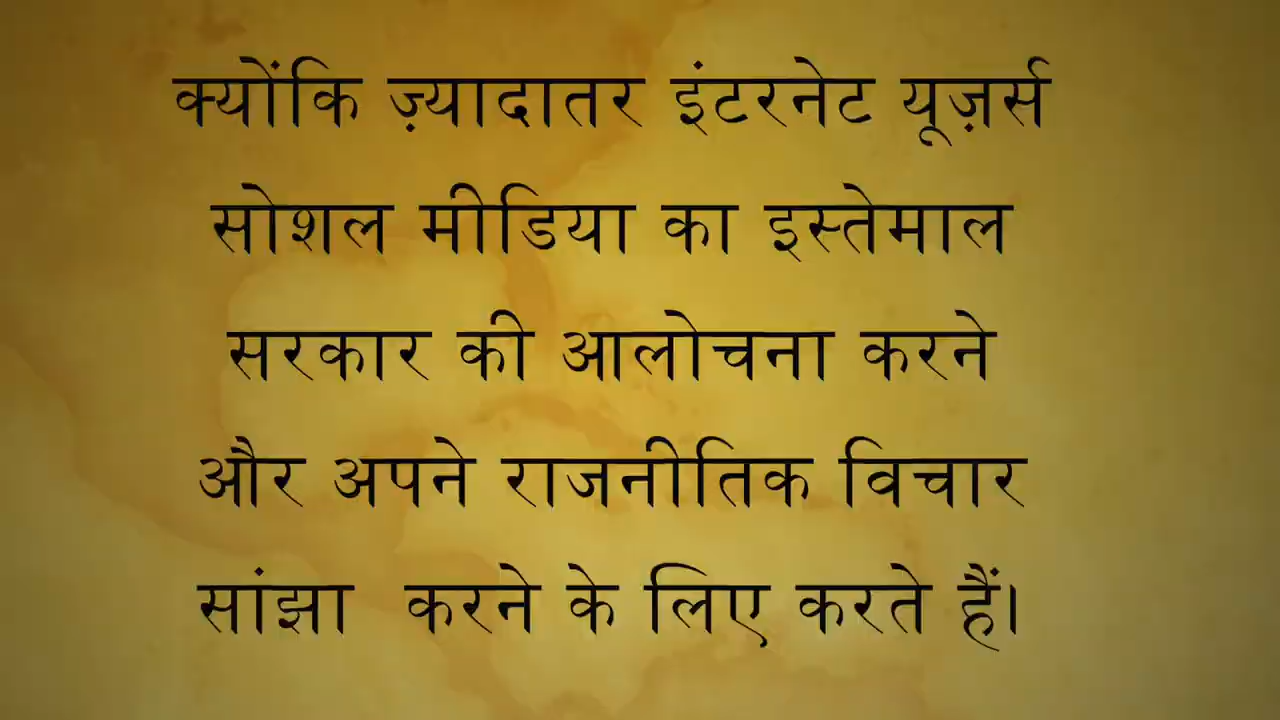 क्योंकि ज़्यादातर इंटरनेट यूज़र्स
सोशल मीडिया का इस्तेमाल
सरकार की आलोचना करने
और अपने राजनीतिक विचार
सांझा करने के लिए करते हैं।